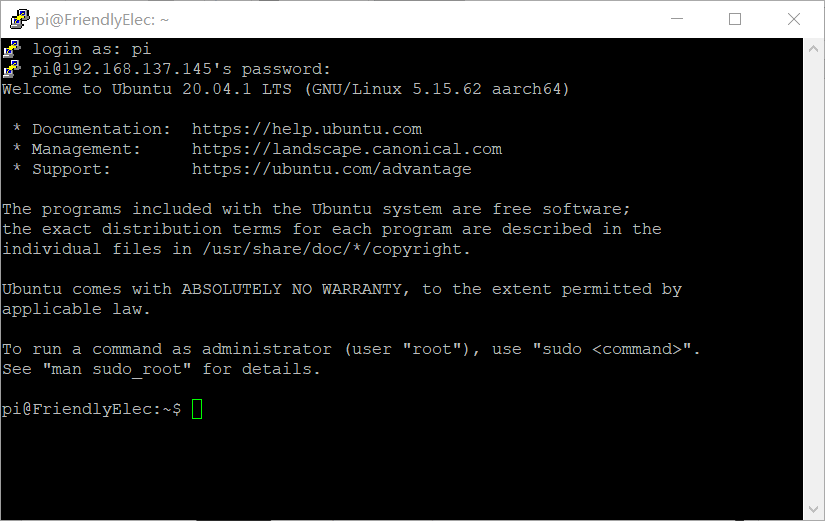 pi@FriendlyElec: ~
login as: pi
pi@192.168.137.145's password:
Welcome to Ubuntu 20.04.1 LTS (GNU/Linux 5.15.62 aarch64)
* Documentation:  https://help.ubuntu.com
* Management:     https://landscape.canonical.com
* Support:        https://ubuntu.com/advantage
The programs included with the Ubuntu system are free software;
the exact distribution terms for each program are described in the
individual files in /usr/share/doc/*/copyright.
Ubuntu comes with ABSOLUTELY NO WARRANTY, to the extent permitted by
applicable law.
To run a command as administrator (user "root"), use "sudo <command>".
See "man sudo_root" for details.
pi@FriendlyElec:~$